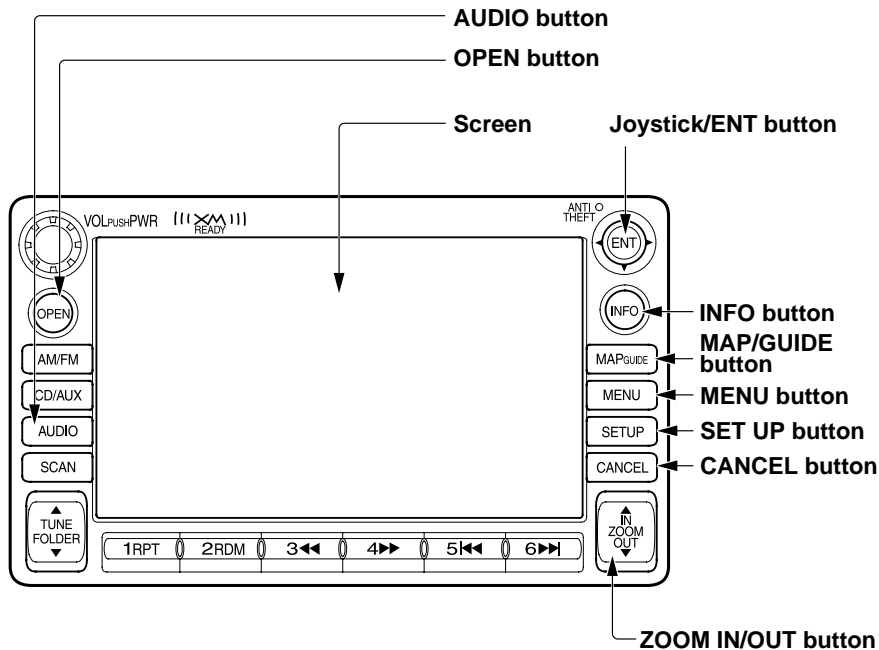 AUDIO button
OPEN button
Screen
Joystick/ENT button
VOL PUSH PWR
XM
READY
ANTI
THEFT
ENT
OPEN
INFO
INFO button
AM/FM
MAP GUIDE
MAP/GUIDE
button
CD/AUX
MENU
MENU button
AUDIO
SETUP
SET UP button
SCAN
CANCEL
CANCEL button
TUNE
FOLDER
1RPT
2RDM
3
4
5
6
IN
ZOOM
OUT
ZOOM IN/OUT button